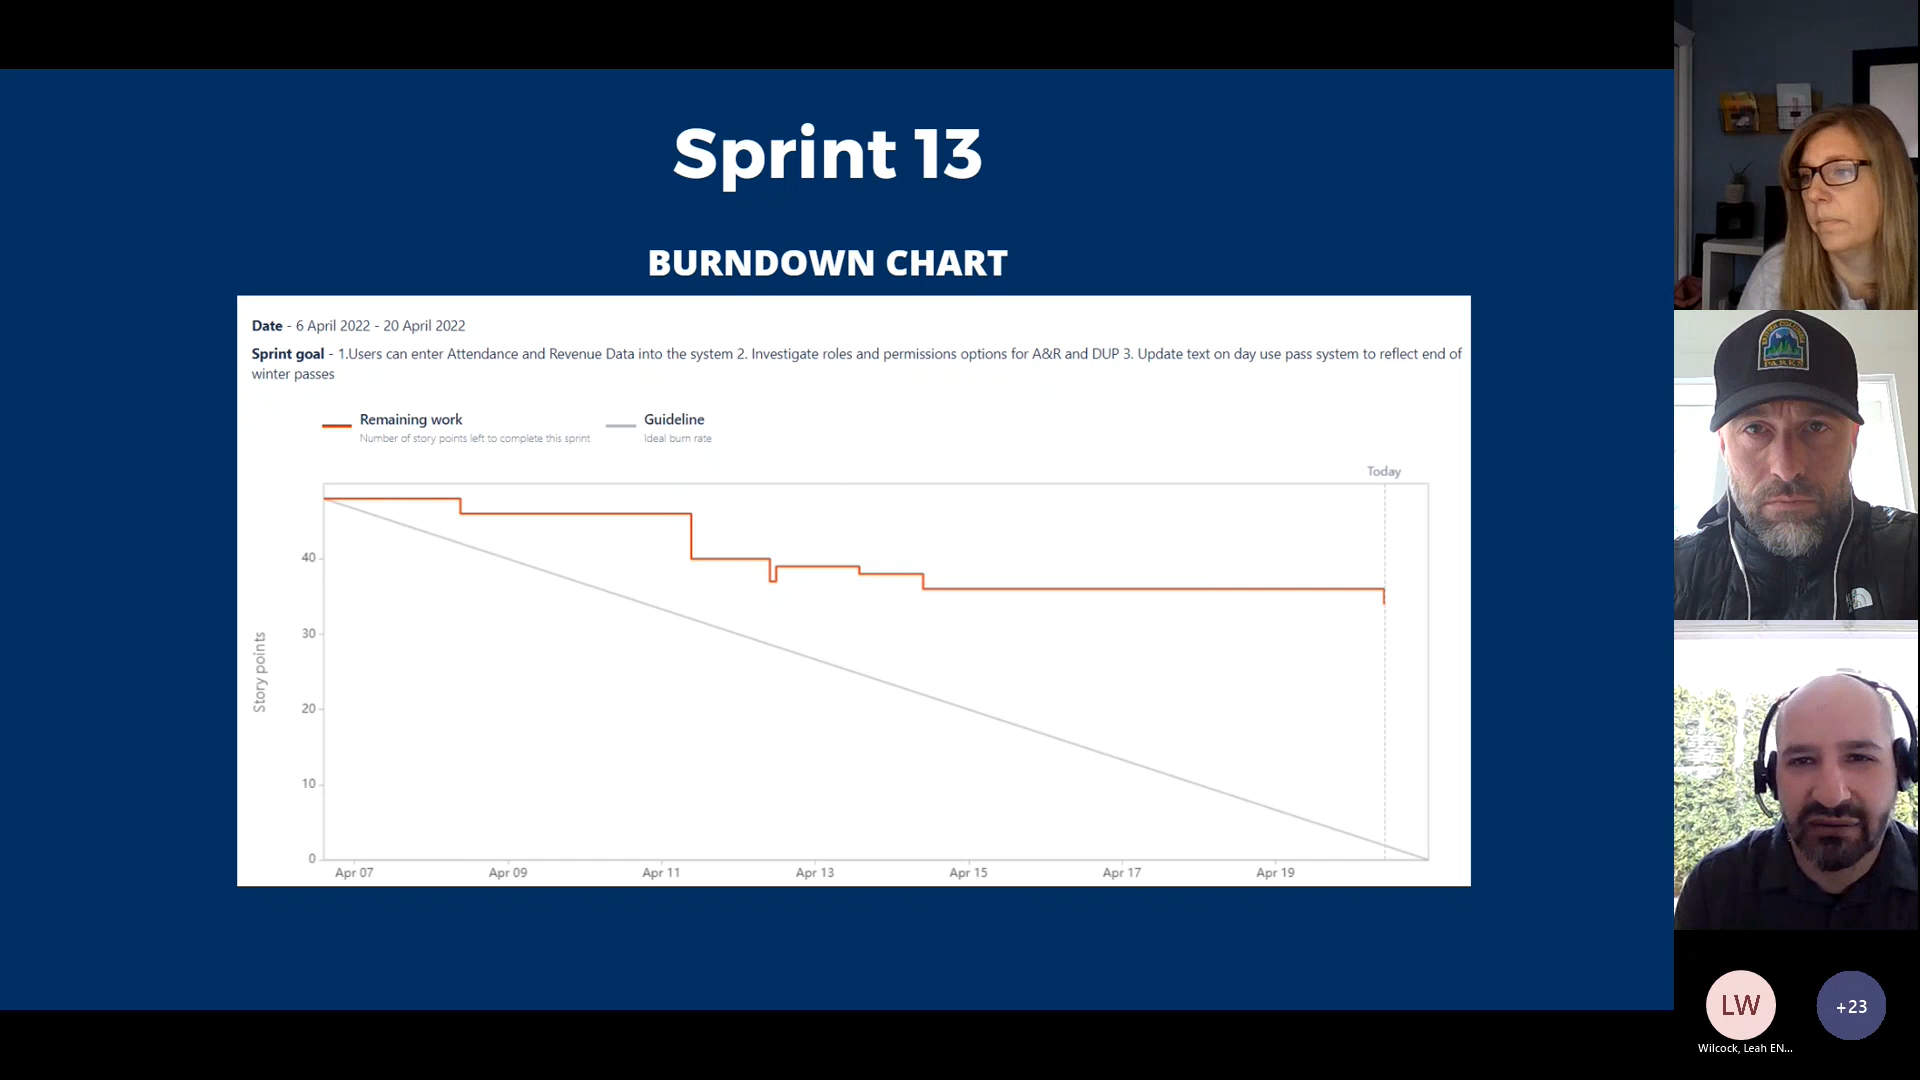 Sprint 13
BURNDOWN CHART
Date - 6 April 2022 - 20 April 2022
Sprint goal - 1.Users can enter Attendance and Revenue Data into the system 2. Investigate roles and permissions options for A&R and DUP 3. Update text on day use pass system to reflect end of
winter passes
Remaining work
Number of story points left to complete this sprint
Guideline
Ideal burn rate
Today
40
30
20
10
0
Story points
Apr 07
Apr 09
Apr 11
Apr 13
Apr 15
Apr 17
Apr 19
PARKS
LW
+23
Wilcock, Leah EN...